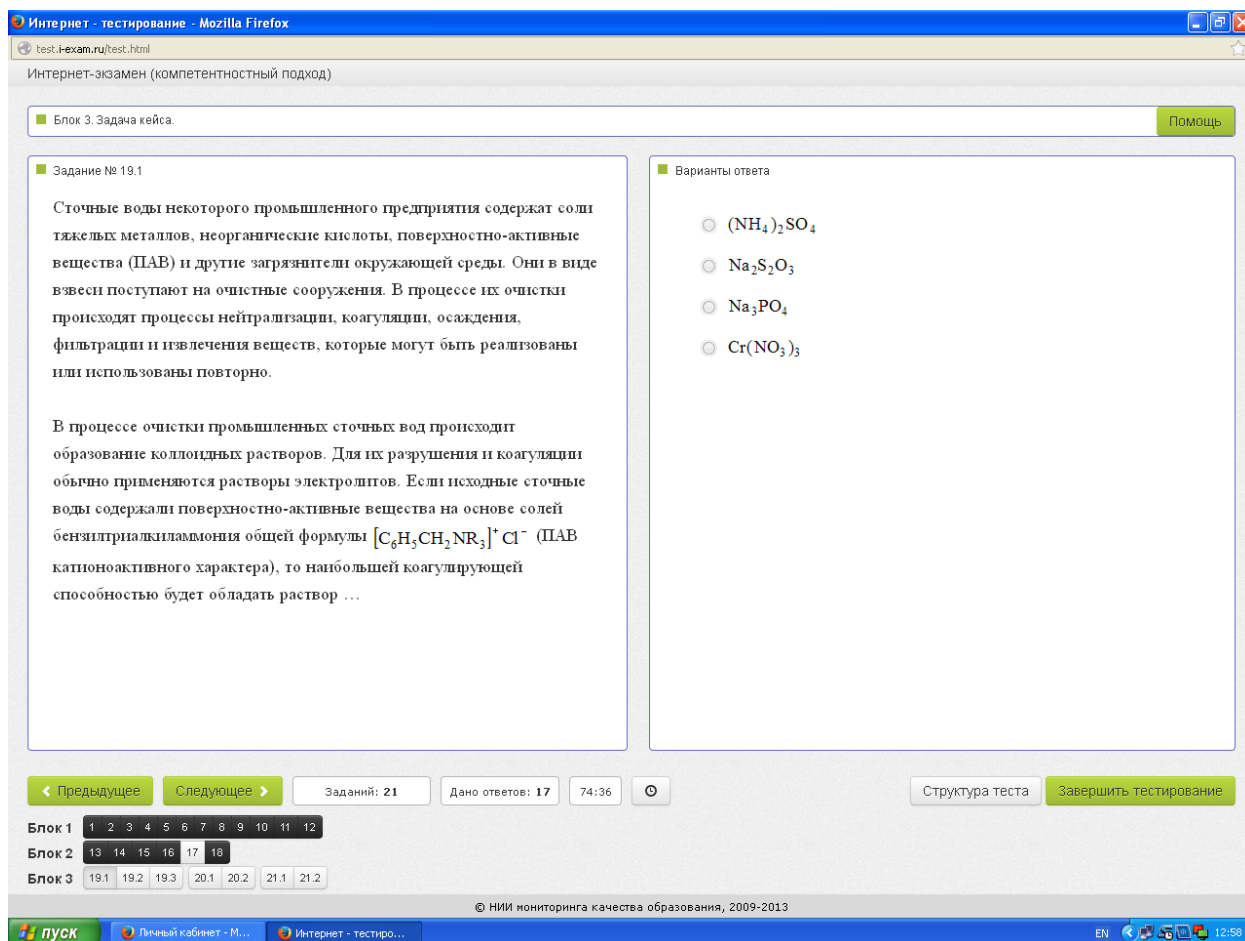 Интернет - тестирование - Mozilla Firefox
test.i-exam.ru/test.html
Интернет-экзамен (компетентностный подход)
Блок 3. Задача кейса.
Помощь
Задание № 19.1
Сточные воды некоторого промышленного предприятия содержат соли
тяжелых металлов, неорганические кислоты, поверхностно-активные
вещества (ПАВ) и другие загрязнители окружающей среды. Они в виде
взвеси поступают на очистные сооружения. В процессе их очистки
происходят процессы нейтрализации, коагуляции, осаждения,
фильтрации и извлечения веществ, которые могут быть реализованы
или использованы повторно.
В процессе очистки промышленных сточных вод происходит
образование коллоидных растворов. Для их разрушения и коагуляции
обычно применяются растворы электролитов. Если исходные сточные
воды содержали поверхностно-активные вещества на основе солей
бензилтриалкиламмония общей формулы [C₆H₅CH₂NR₃]⁺Cl⁻ (ПАВ
катионоактивного характера), то наибольшей коагулирующей
способностью будет обладать раствор …
Варианты ответа
(NH₄)₂SO₄
Na₂S₂O₃
Na₃PO₄
Cr(NO₃)₃
Предыдущее
Следующее
Заданий: 21
Дано ответов: 17
74:36
Структура теста
Завершить тестирование
Блок 1 1 2 3 4 5 6 7 8 9 10 11 12
Блок 2 13 14 15 16 17 18
Блок 3 19.1 19.2 19.3 20.1 20.2 21.1 21.2
© НИИ мониторинга качества образования, 2009-2013
пуск
Личный кабинет - M...
Интернет - тестиро...
EN
12:58